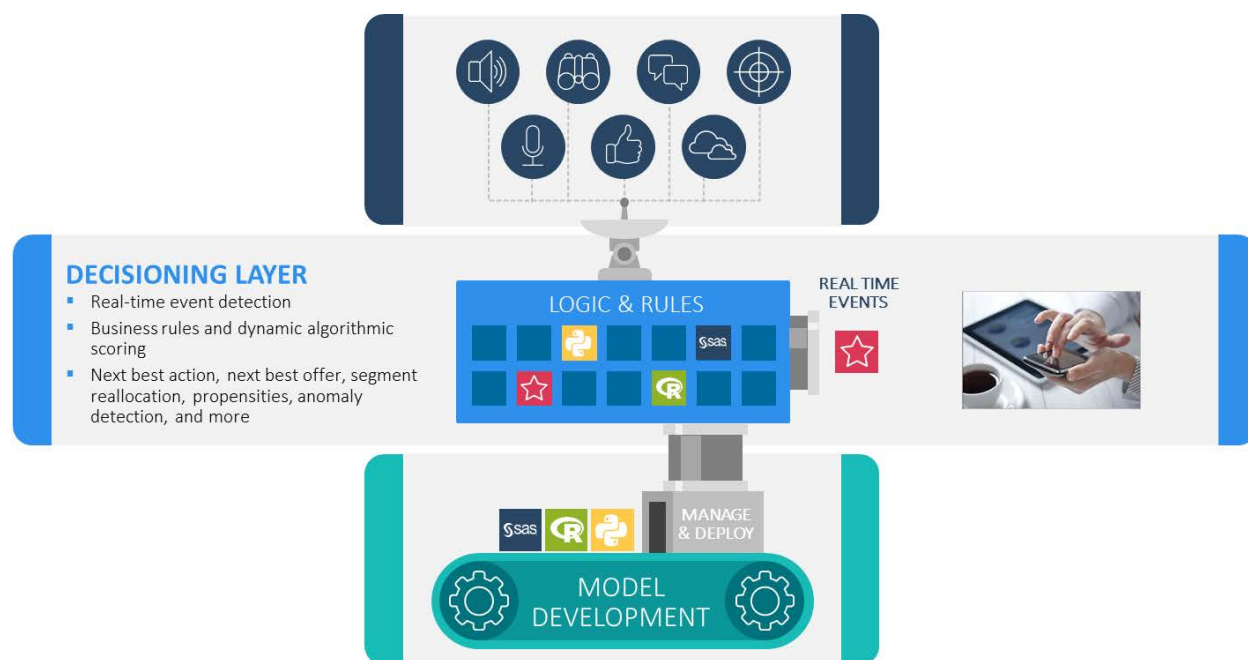 DECISIONING LAYER
Real-time event detection
Business rules and dynamic algorithmic
scoring
Next best action, next best offer, segment
reallocation, propensities, anomaly
detection, and more
LOGIC & RULES
sas
R
REAL TIME
EVENTS
sas
R
MANAGE
& DEPLOY
MODEL
DEVELOPMENT